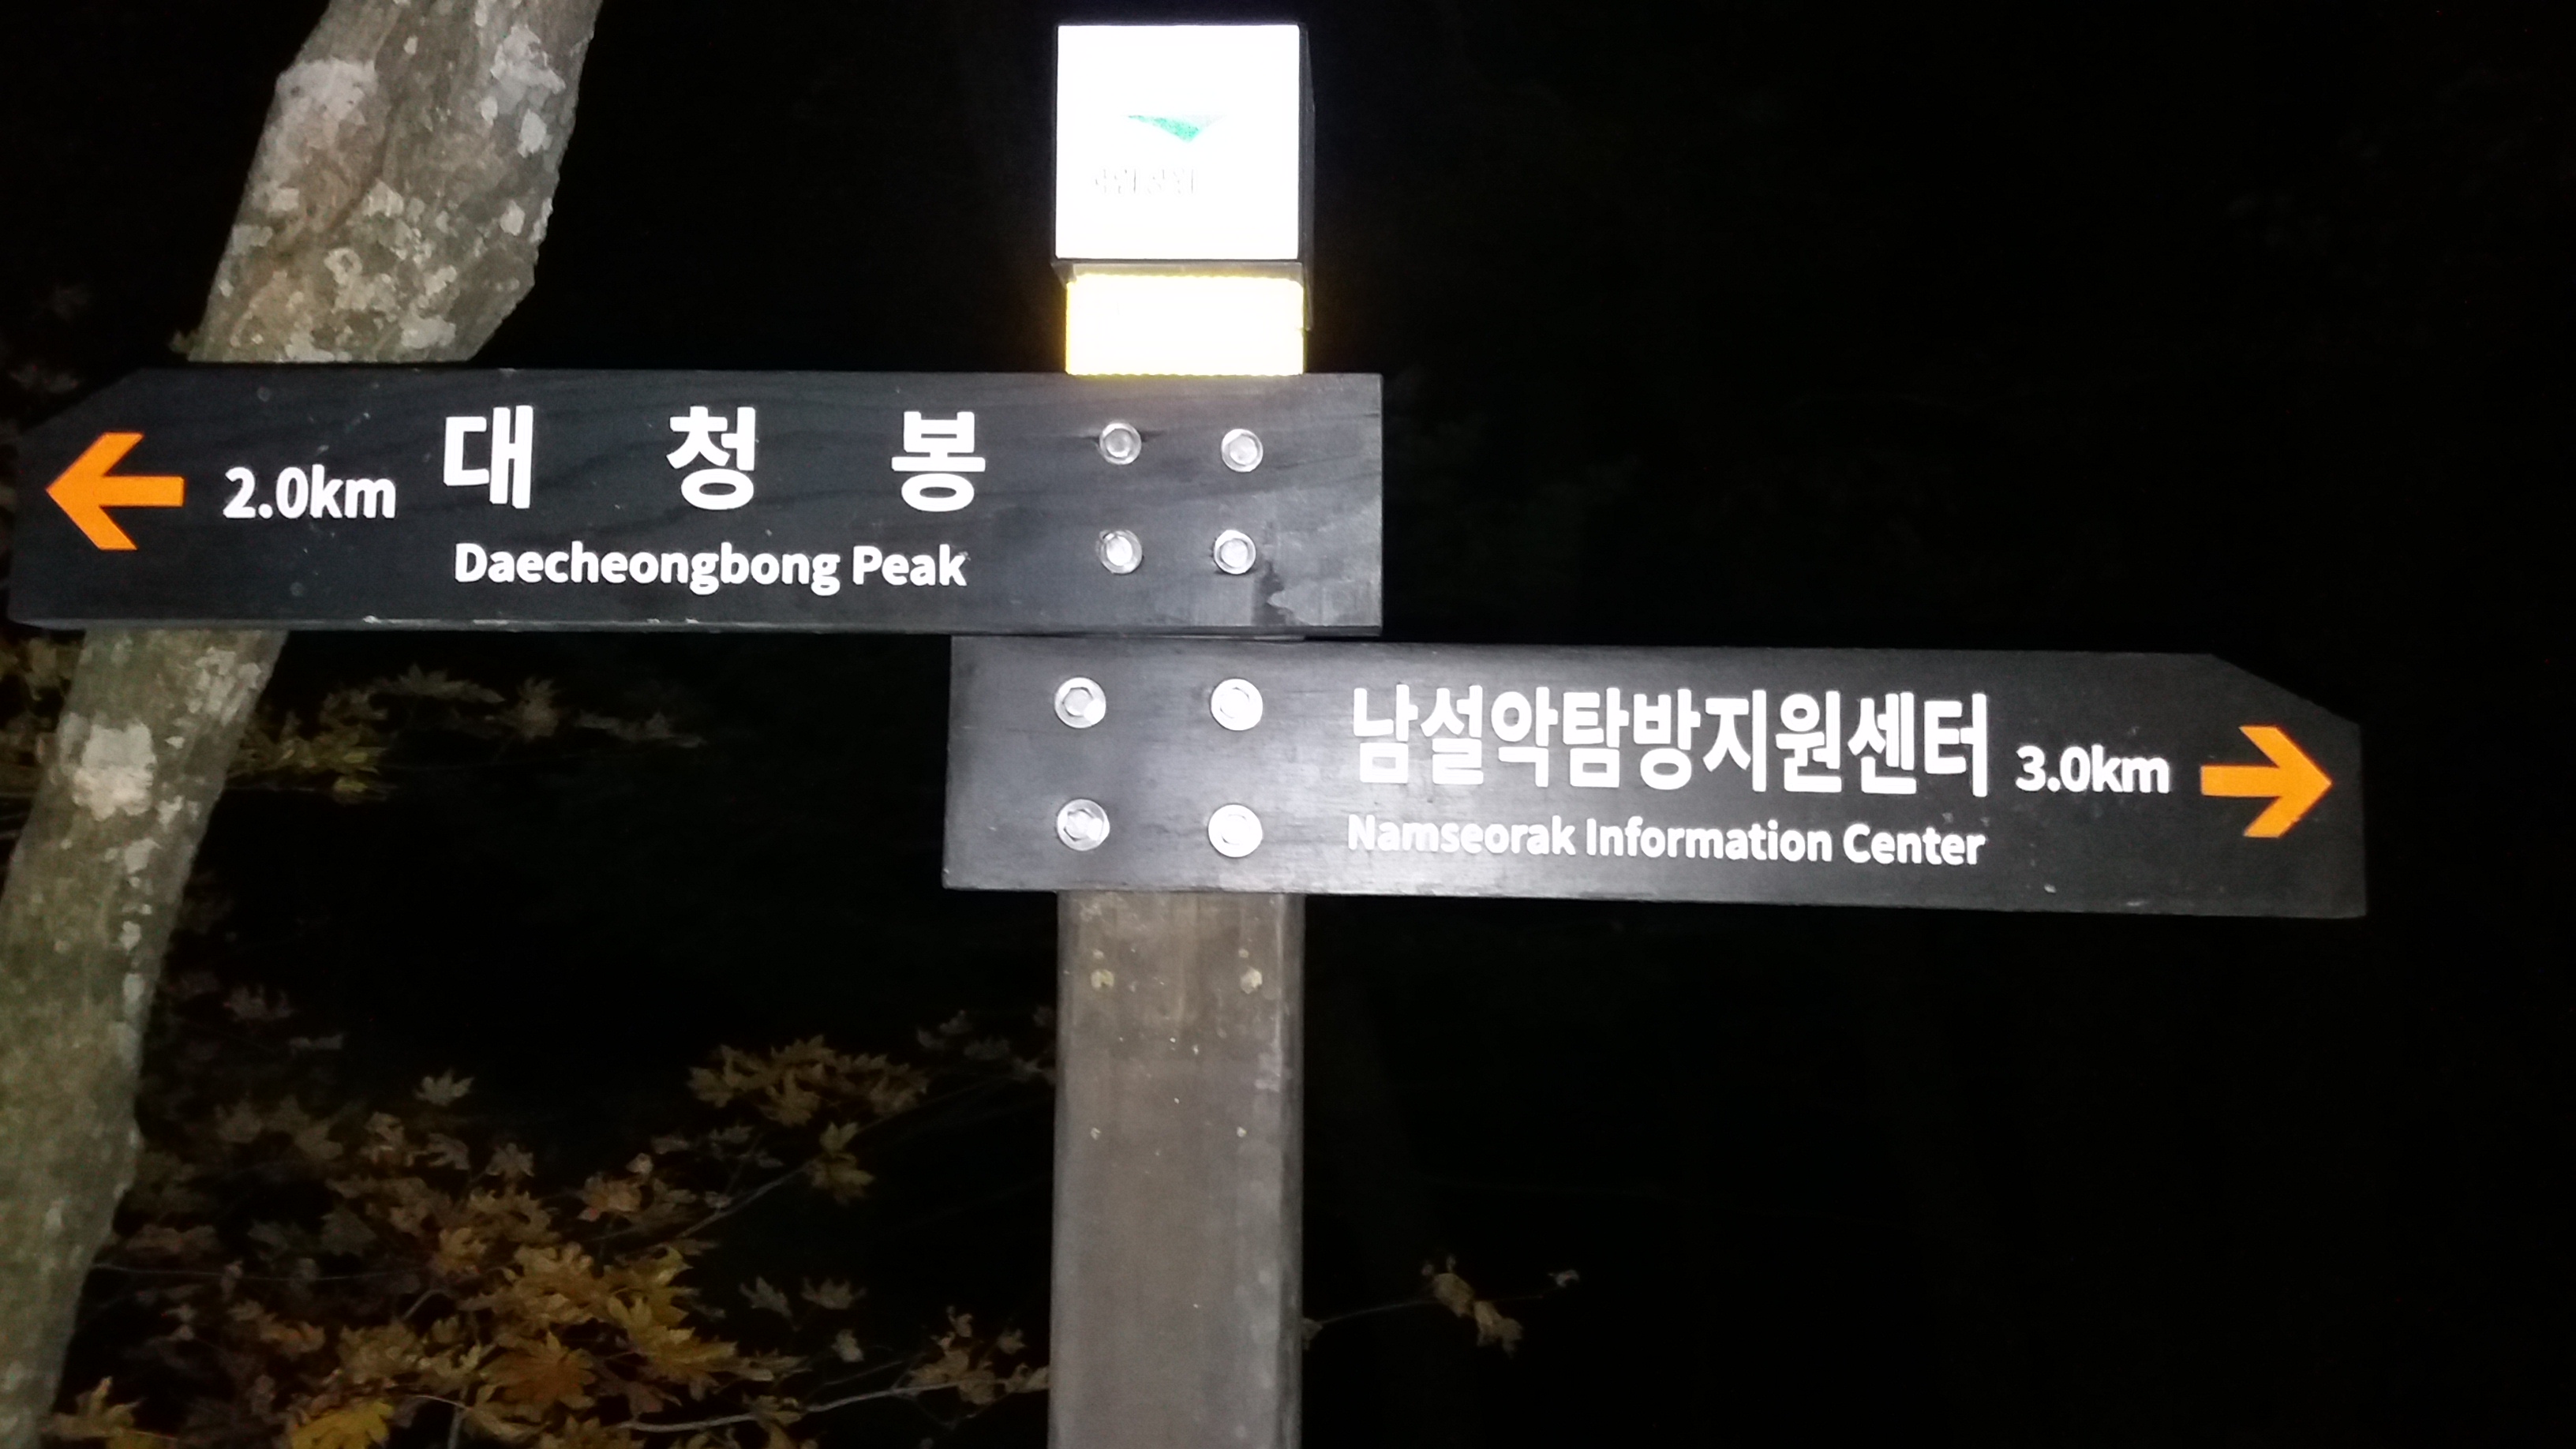 2.0km 대 청 봉
Daecheongbong Peak
남설악탐방지원센터 3.0km
Namseorak Information Center